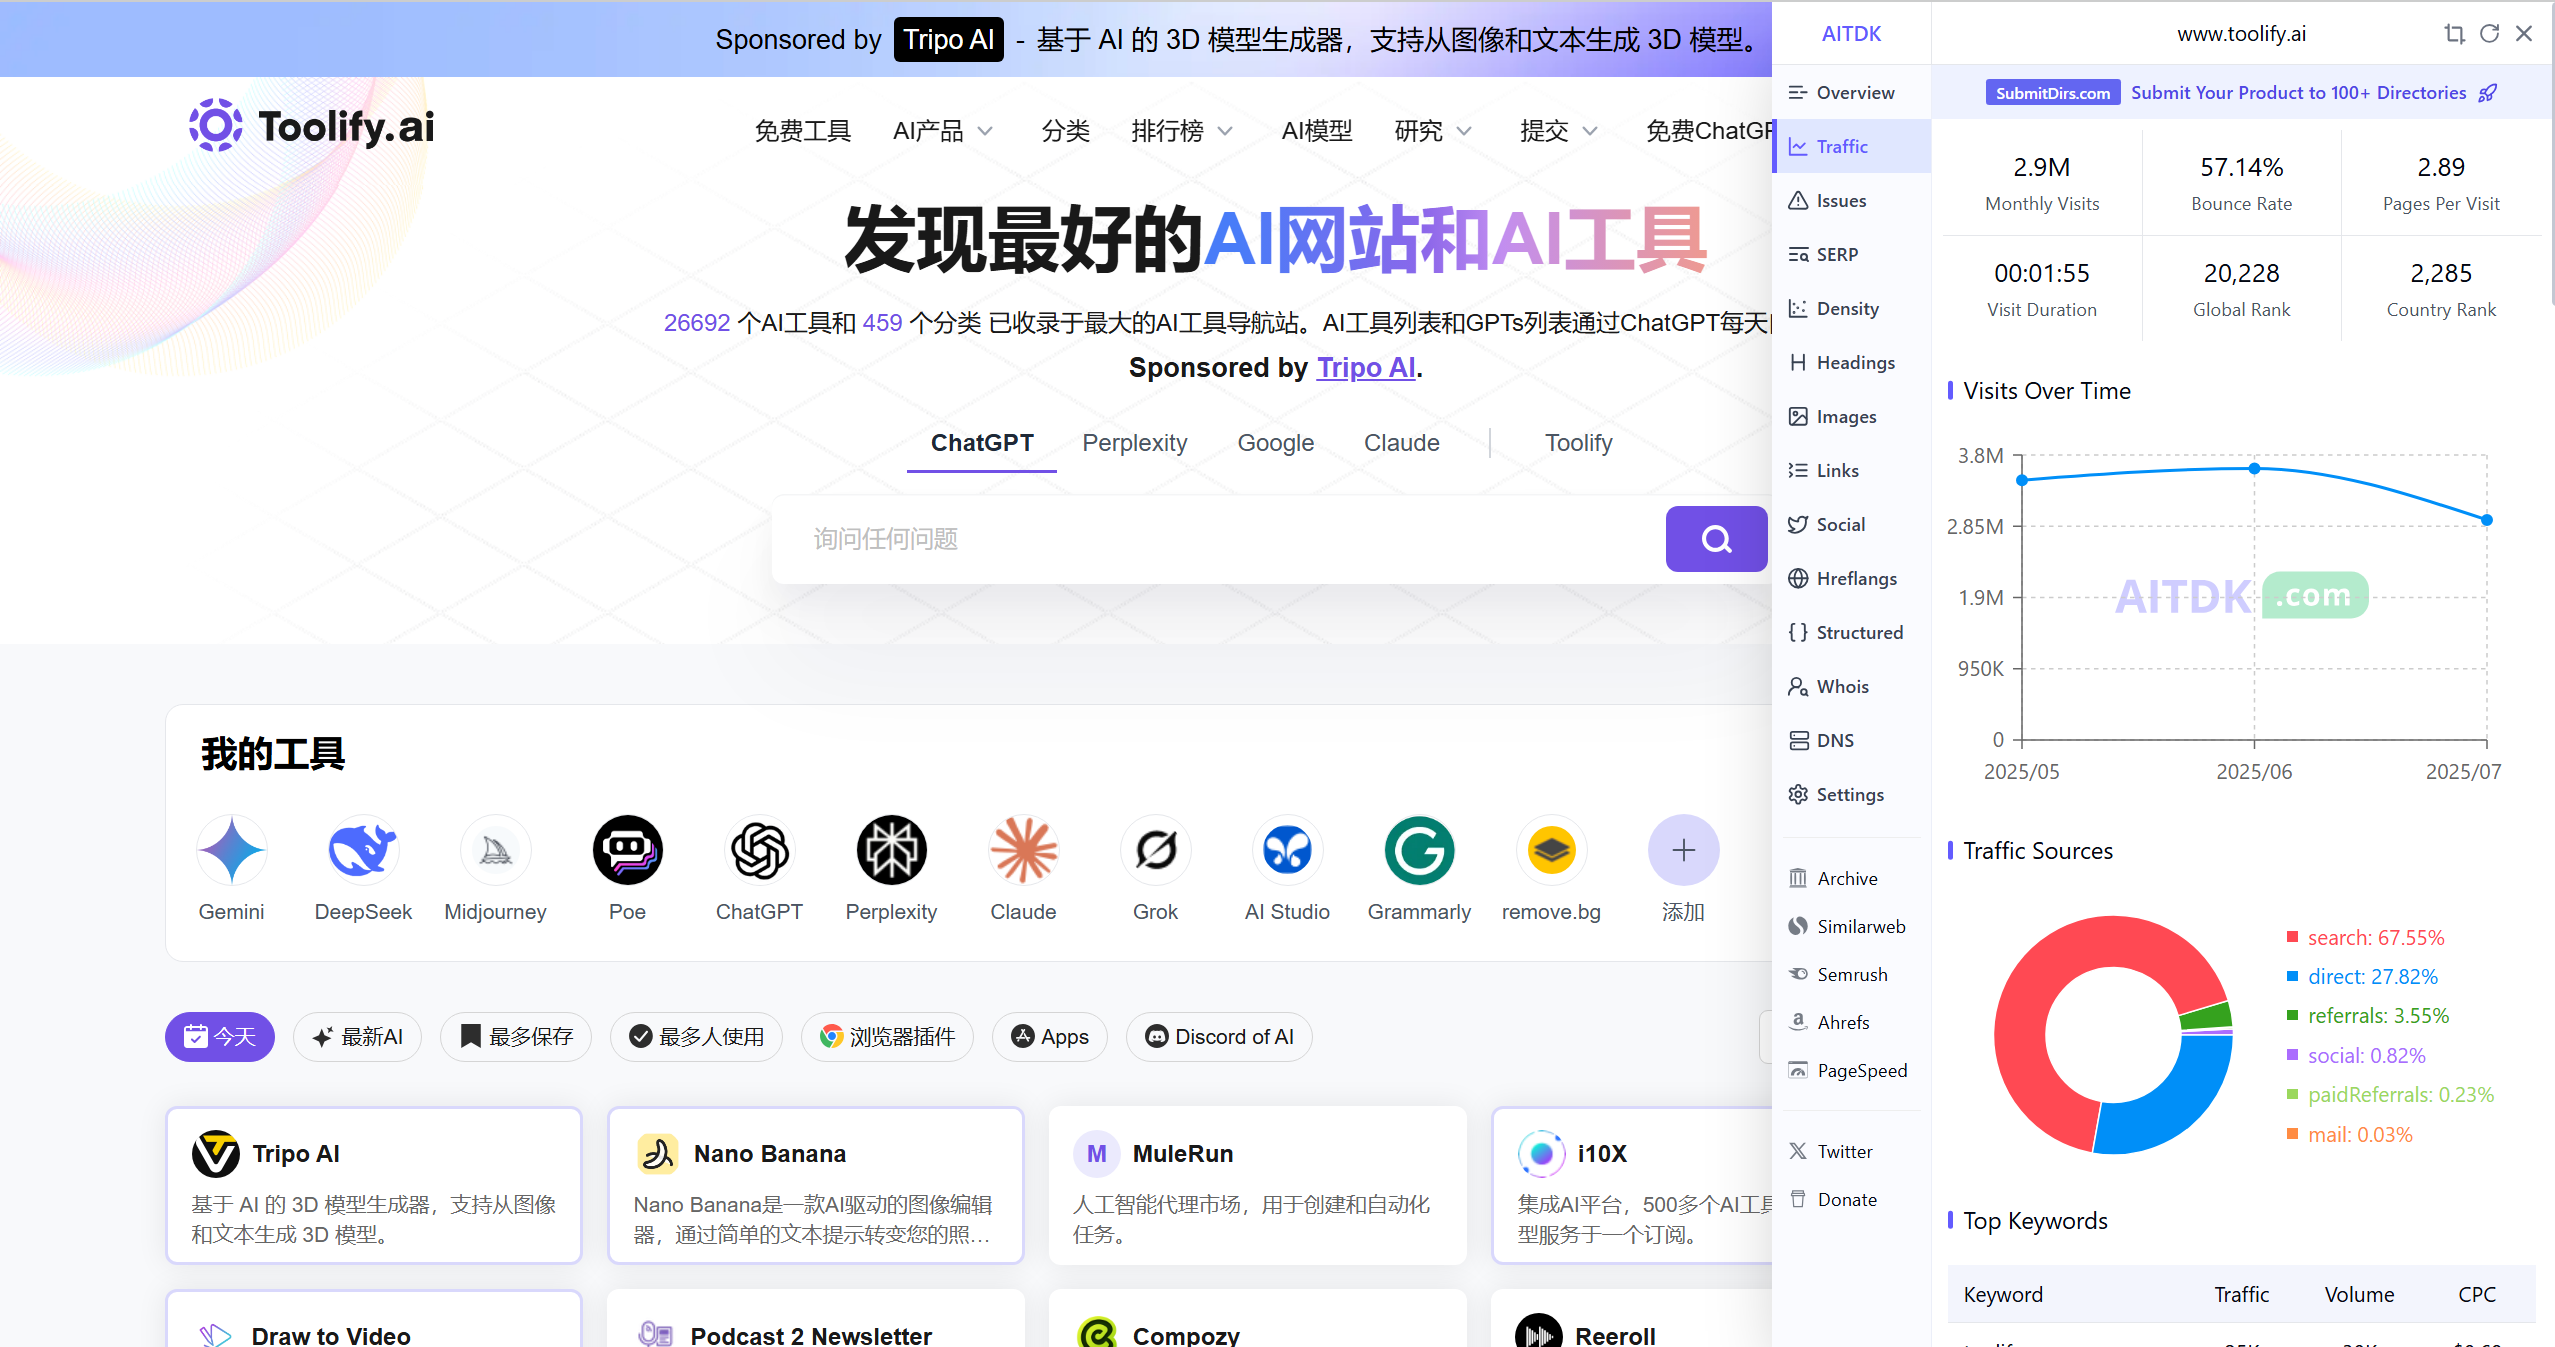 Sponsored by Tripo AI - 基于 AI 的 3D 模型生成器，支持从图像和文本生成 3D 模型。
Toolify.ai
免费工具 AI产品 分类 排行榜 AI模型 研究 提交 免费ChatGP
发现最好的AI网站和AI工具
26692 个AI工具和 459 个分类 已收录于最大的AI工具导航站。AI工具列表和GPTs列表通过ChatGPT每天
Sponsored by Tripo AI.
ChatGPT Perplexity Google Claude Toolify
询问任何问题
我的工具
Gemini DeepSeek Midjourney Poe ChatGPT Perplexity Claude Grok AI Studio Grammarly remove.bg 添加
今天 最新AI 最多保存 最多人使用 浏览器插件 Apps Discord of AI
Tripo AI
基于 AI 的 3D 模型生成器，支持从图像
和文本生成 3D 模型。
Nano Banana
Nano Banana是一款AI驱动的图像编辑
器，通过简单的文本提示转变您的照...
M MuleRun
人工智能代理市场，用于创建和自动化
任务。
i10X
集成AI平台，500多个AI工具
型服务于一个订阅。
Draw to Video
Podcast 2 Newsletter
Compozy
Reeroll
AITDK
Overview
Traffic
Issues
SERP
Density
Headings
Images
Links
Social
Hreflangs
Structured
Whois
DNS
Settings
Archive
Similarweb
Semrush
Ahrefs
PageSpeed
Twitter
Donate
www.toolify.ai
SubmitDirs.com Submit Your Product to 100+ Directories
2.9M 57.14% 2.89
Monthly Visits Bounce Rate Pages Per Visit
00:01:55 20,228 2,285
Visit Duration Global Rank Country Rank
Visits Over Time
3.8M
2.85M
1.9M
950K
0
2025/05 2025/06 2025/07
AITDK .com
Traffic Sources
search: 67.55%
direct: 27.82%
referrals: 3.55%
social: 0.82%
paidReferrals: 0.23%
mail: 0.03%
Top Keywords
Keyword Traffic Volume CPC